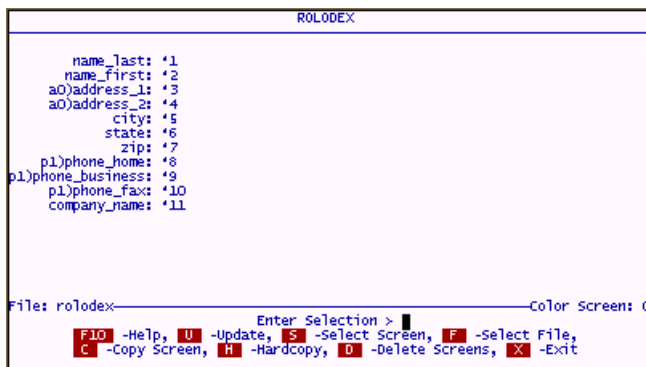 ROLODEX
name_last: *1
name_first: *2
a0)address_1: *3
a0)address_2: *4
city: *5
state: *6
zip: *7
p1)phone_home: *8
p1)phone_business: *9
p1)phone_fax: *10
company_name: *11
File: rolodex Color Screen: 0
Enter Selection >
F10 -Help, U -Update, S -Select Screen, F -Select File,
C -Copy Screen, H -Hardcopy, D -Delete Screens, X -Exit